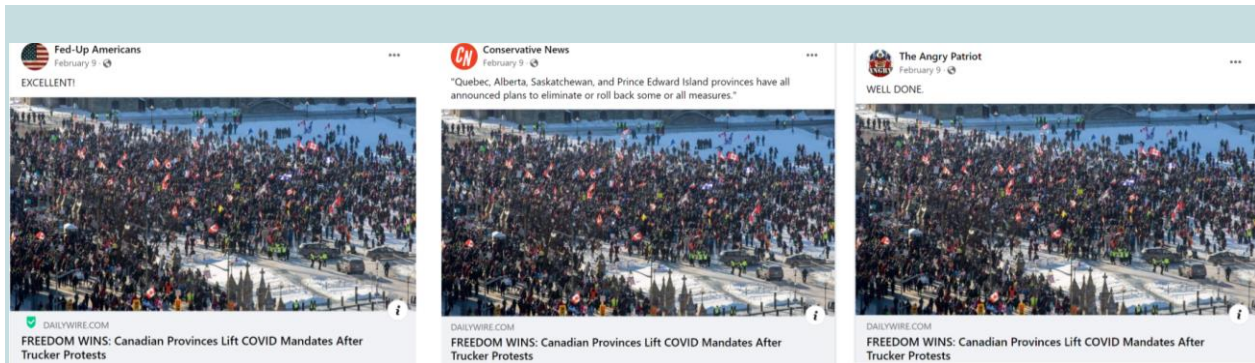 Fed-Up Americans
February 9
EXCELLENT!
DAILYWIRE.COM
FREEDOM WINS: Canadian Provinces Lift COVID Mandates After
Trucker Protests
CN
Conservative News
February 9
"Quebec, Alberta, Saskatchewan, and Prince Edward Island provinces have all
announced plans to eliminate or roll back some or all measures."
DAILYWIRE.COM
FREEDOM WINS: Canadian Provinces Lift COVID Mandates After
Trucker Protests
ANGRY
The Angry Patriot
February 9
WELL DONE.
DAILYWIRE.COM
FREEDOM WINS: Canadian Provinces Lift COVID Mandates After
Trucker Protests